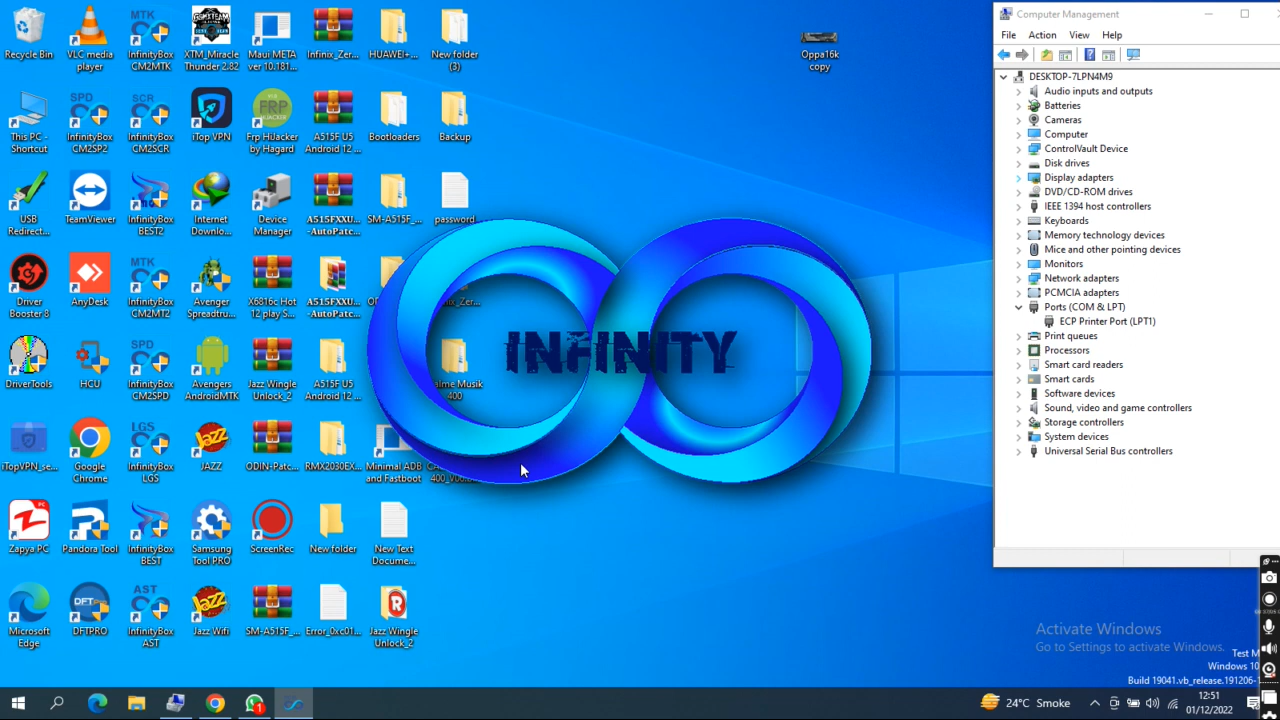 Recycle Bin
VLC media
player
InfinityBox
CM2MTK
XTM_Miracle
Thunder 2.82
Maui META
ver 10.181...
Infinix_Zer...
HUAWEI+...
New folder
(3)
Oppa16k
copy
This PC -
Shortcut
InfinityBox
CM2SP2
InfinityBox
CM2SCR
iTop VPN
Frp HiJacker
by Hagard
A515F U5
Android 12 ...
Bootloaders
Backup
USB
Redirect...
TeamViewer
InfinityBox
BEST2
Internet
Downlo...
Device
Manager
A515FXXU...
-AutoPatc...
SM-A515F_...
password
Driver
Booster 8
AnyDesk
InfinityBox
CM2MT2
Avenger
Spreadtru...
X6816c Hot
12 play S...
A515FXXU...
-AutoPatc...
DriverTools
HCU
InfinityBox
CM2SPD
Avengers
AndroidMTK
Jazz Wingle
Unlock_2
A515F U5
Android 12 ...
400
INFINITY
iTopVPN_se...
Google
Chrome
InfinityBox
LGS
JAZZ
ODIN-Patc...
RMX2030EX...
Minimal ADB
and Fastboot
Zapya PC
Pandora Tool
InfinityBox
BEST
Samsung
Tool PRO
ScreenRec
New folder
New Text
Docume...
Microsoft
Edge
DFTPRO
InfinityBox
AST
Jazz Wifi
SM-A515F_...
Error_0xc01...
Jazz Wingle
Unlock_2
Computer Management
File Action View Help
DESKTOP-7LPN4M9
Audio inputs and outputs
Batteries
Cameras
Computer
ControlVault Device
Disk drives
Display adapters
DVD/CD-ROM drives
IEEE 1394 host controllers
Keyboards
Memory technology devices
Mice and other pointing devices
Monitors
Network adapters
PCMCIA adapters
Ports (COM & LPT)
ECP Printer Port (LPT1)
Print queues
Processors
Smart card readers
Smart cards
Software devices
Sound, video and game controllers
Storage controllers
System devices
Universal Serial Bus controllers
Activate Windows
Go to Settings to activate Windows.
Test M
Windows 10
Build 19041.vb_release.191206-1
24°C Smoke
12:51
01/12/2022